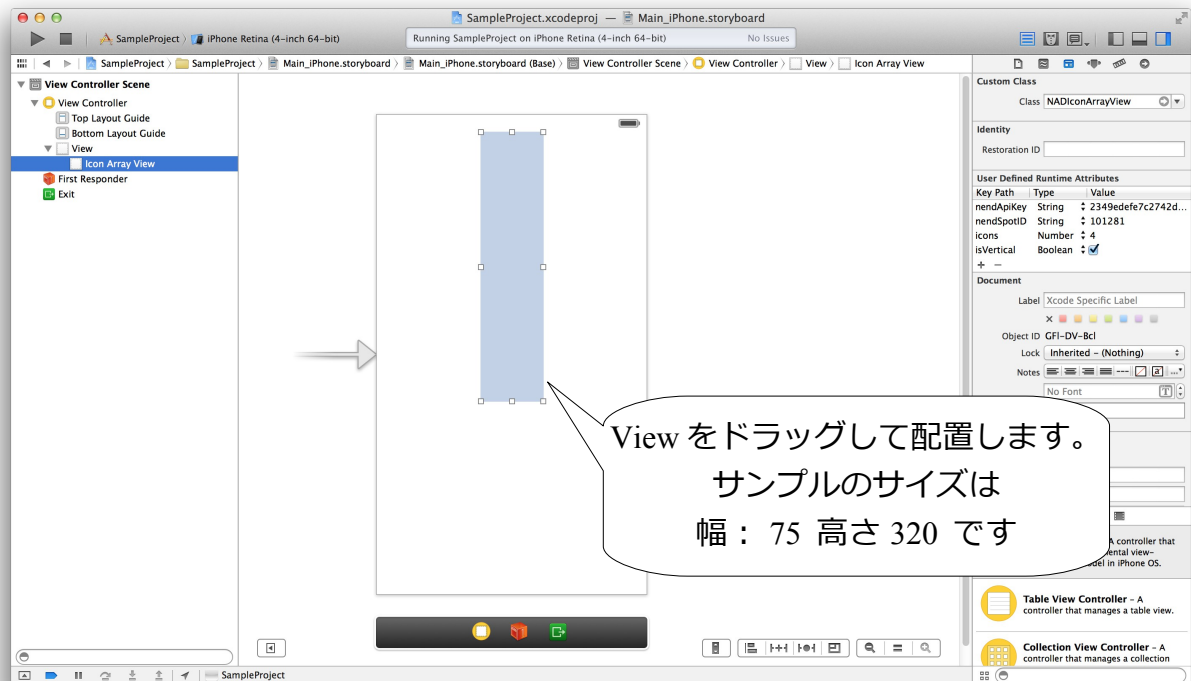 SampleProject.xcodeproj — Main_iPhone.storyboard
SampleProject 〉 iPhone Retina (4-inch 64-bit)
Running SampleProject on iPhone Retina (4-inch 64-bit)
No Issues
SampleProject 〉 SampleProject 〉 Main_iPhone.storyboard 〉 Main_iPhone.storyboard (Base) 〉 View Controller Scene 〉 View Controller 〉 View 〉 Icon Array View
View Controller Scene
View Controller
Top Layout Guide
Bottom Layout Guide
View
Icon Array View
First Responder
Exit
View をドラッグして配置します。
サンプルのサイズは
幅： 75 高さ 320 です
SampleProject
Custom Class
Class NADIconArrayView
Identity
Restoration ID
User Defined Runtime Attributes
Key Path Type Value
nendApiKey String 2349edefe7c2742d...
nendSpotID String 101281
icons Number 4
isVertical Boolean
Document
Label Xcode Specific Label
Object ID GFl-DV-Bcl
Lock Inherited – (Nothing)
Notes
No Font
A controller that
in iPhone OS.
Table View Controller – A
controller that manages a table view.
Collection View Controller – A
controller that manages a collection